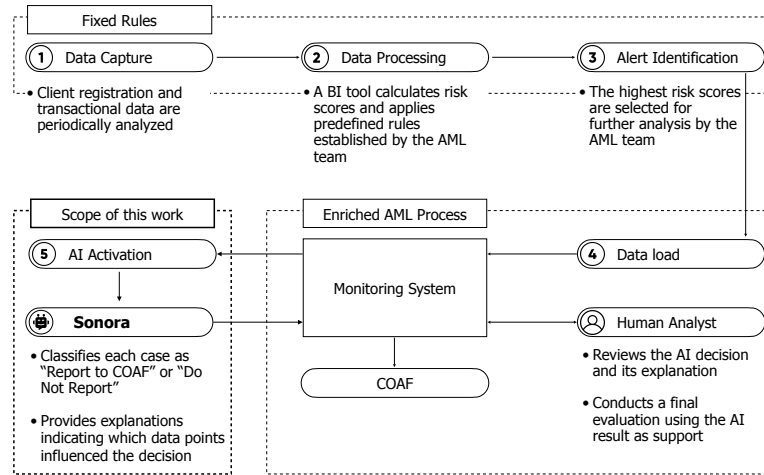 Fixed Rules
1 Data Capture
• Client registration and
transactional data are
periodically analyzed
2 Data Processing
• A BI tool calculates risk
scores and applies
predefined rules
established by the AML
team
3 Alert Identification
• The highest risk scores
are selected for
further analysis by the
AML team
Scope of this work
5 AI Activation
Sonora
• Classifies each case as
“Report to COAF” or “Do
Not Report”
• Provides explanations
indicating which data points
influenced the decision
Enriched AML Process
Monitoring System
COAF
4 Data load
Human Analyst
• Reviews the AI decision
and its explanation
• Conducts a final
evaluation using the AI
result as support